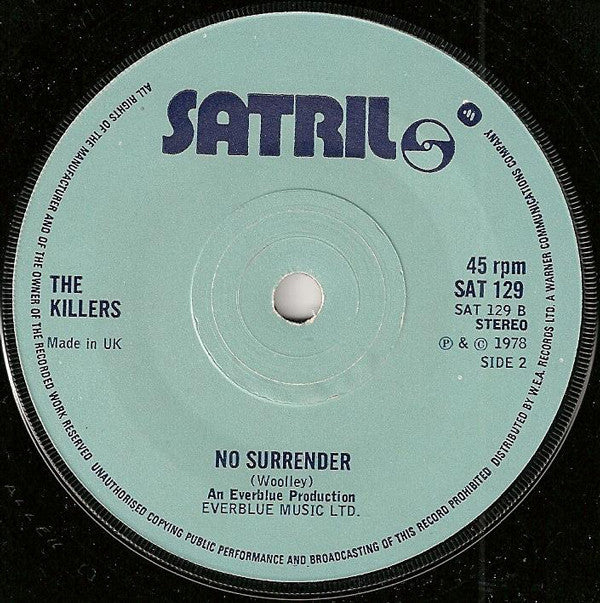 SATRIL
THE
KILLERS
Made in UK
45 rpm
SAT 129
SAT 129 B
STEREO
Ⓟ & © 1978
SIDE 2
NO SURRENDER
(Woolley)
An Everblue Production
EVERBLUE MUSIC LTD.
ALL RIGHTS OF THE MANUFACTURER AND OF THE OWNER OF THE RECORDED WORK RESERVED UNAUTHORISED COPYING PUBLIC PERFORMANCE AND BROADCASTING OF THIS RECORD PROHIBITED DISTRIBUTED BY W.E.A. RECORDS LTD. A WARNER COMMUNICATIONS COMPANY